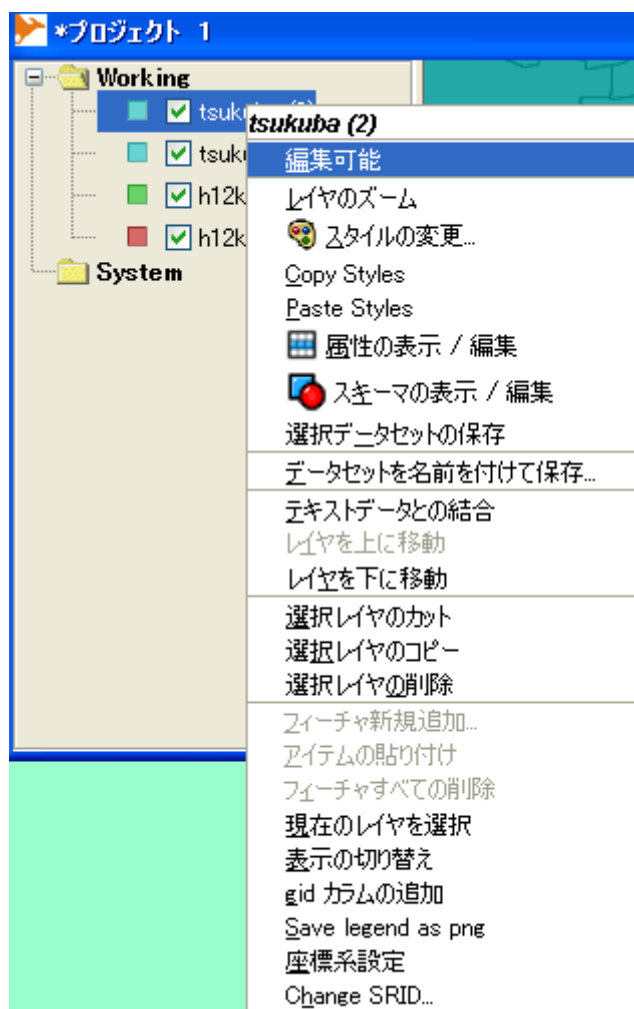 *プロジェクト 1
Working
tsuku
tsukuba (2)
編集可能
tsuku
h12k
h12k
System
レイヤのズーム
スタイルの変更...
Copy Styles
Paste Styles
属性の表示 / 編集
スキーマの表示 / 編集
選択データセットの保存
データセットを名前を付けて保存...
テキストデータとの結合
レイヤを上に移動
レイヤを下に移動
選択レイヤのカット
選択レイヤのコピー
選択レイヤの削除
フィーチャ新規追加...
アイテムの貼り付け
フィーチャすべての削除
現在のレイヤを選択
表示の切り替え
gid カラムの追加
Save legend as png
座標系設定
Change SRID...